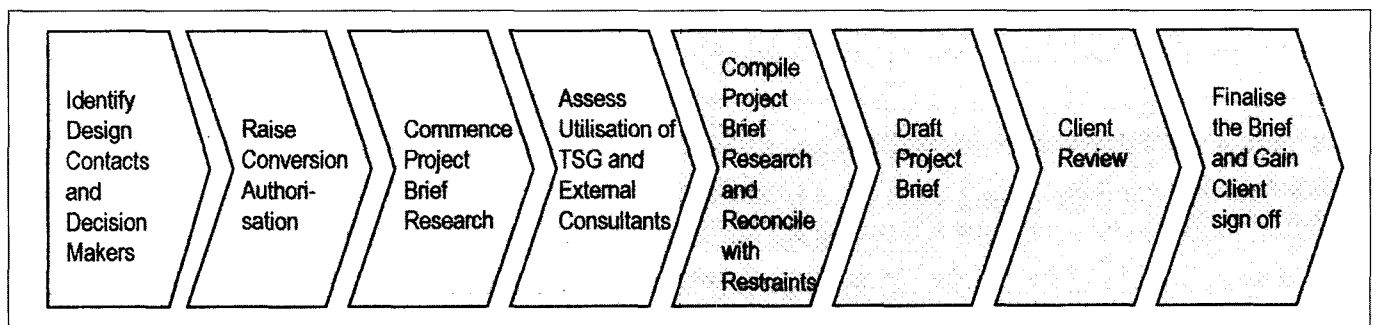 Identify
Design
Contacts
and
Decision
Makers
Raise
Conversion
Authori-
sation
Commence
Project
Brief
Research
Assess
Utilisation of
TSG and
External
Consultants
Compile
Project
Brief
Research
and
Reconcile
with
Restraints
Draft
Project
Brief
Client
Review
Finalise
the Brief
and Gain
Client
sign off